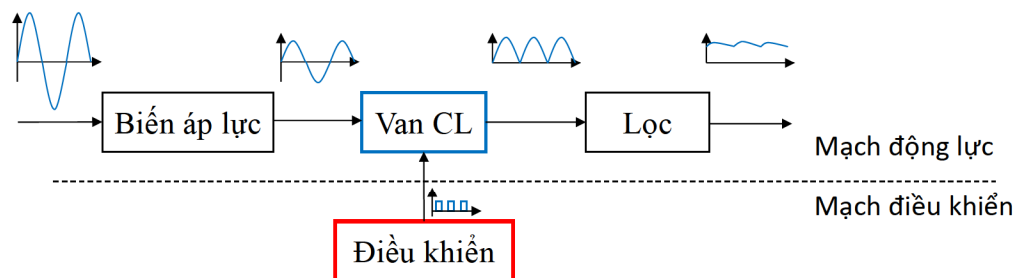 Biến áp lực
Van CL
Lọc
Mạch động lực
Mạch điều khiển
Điều khiển